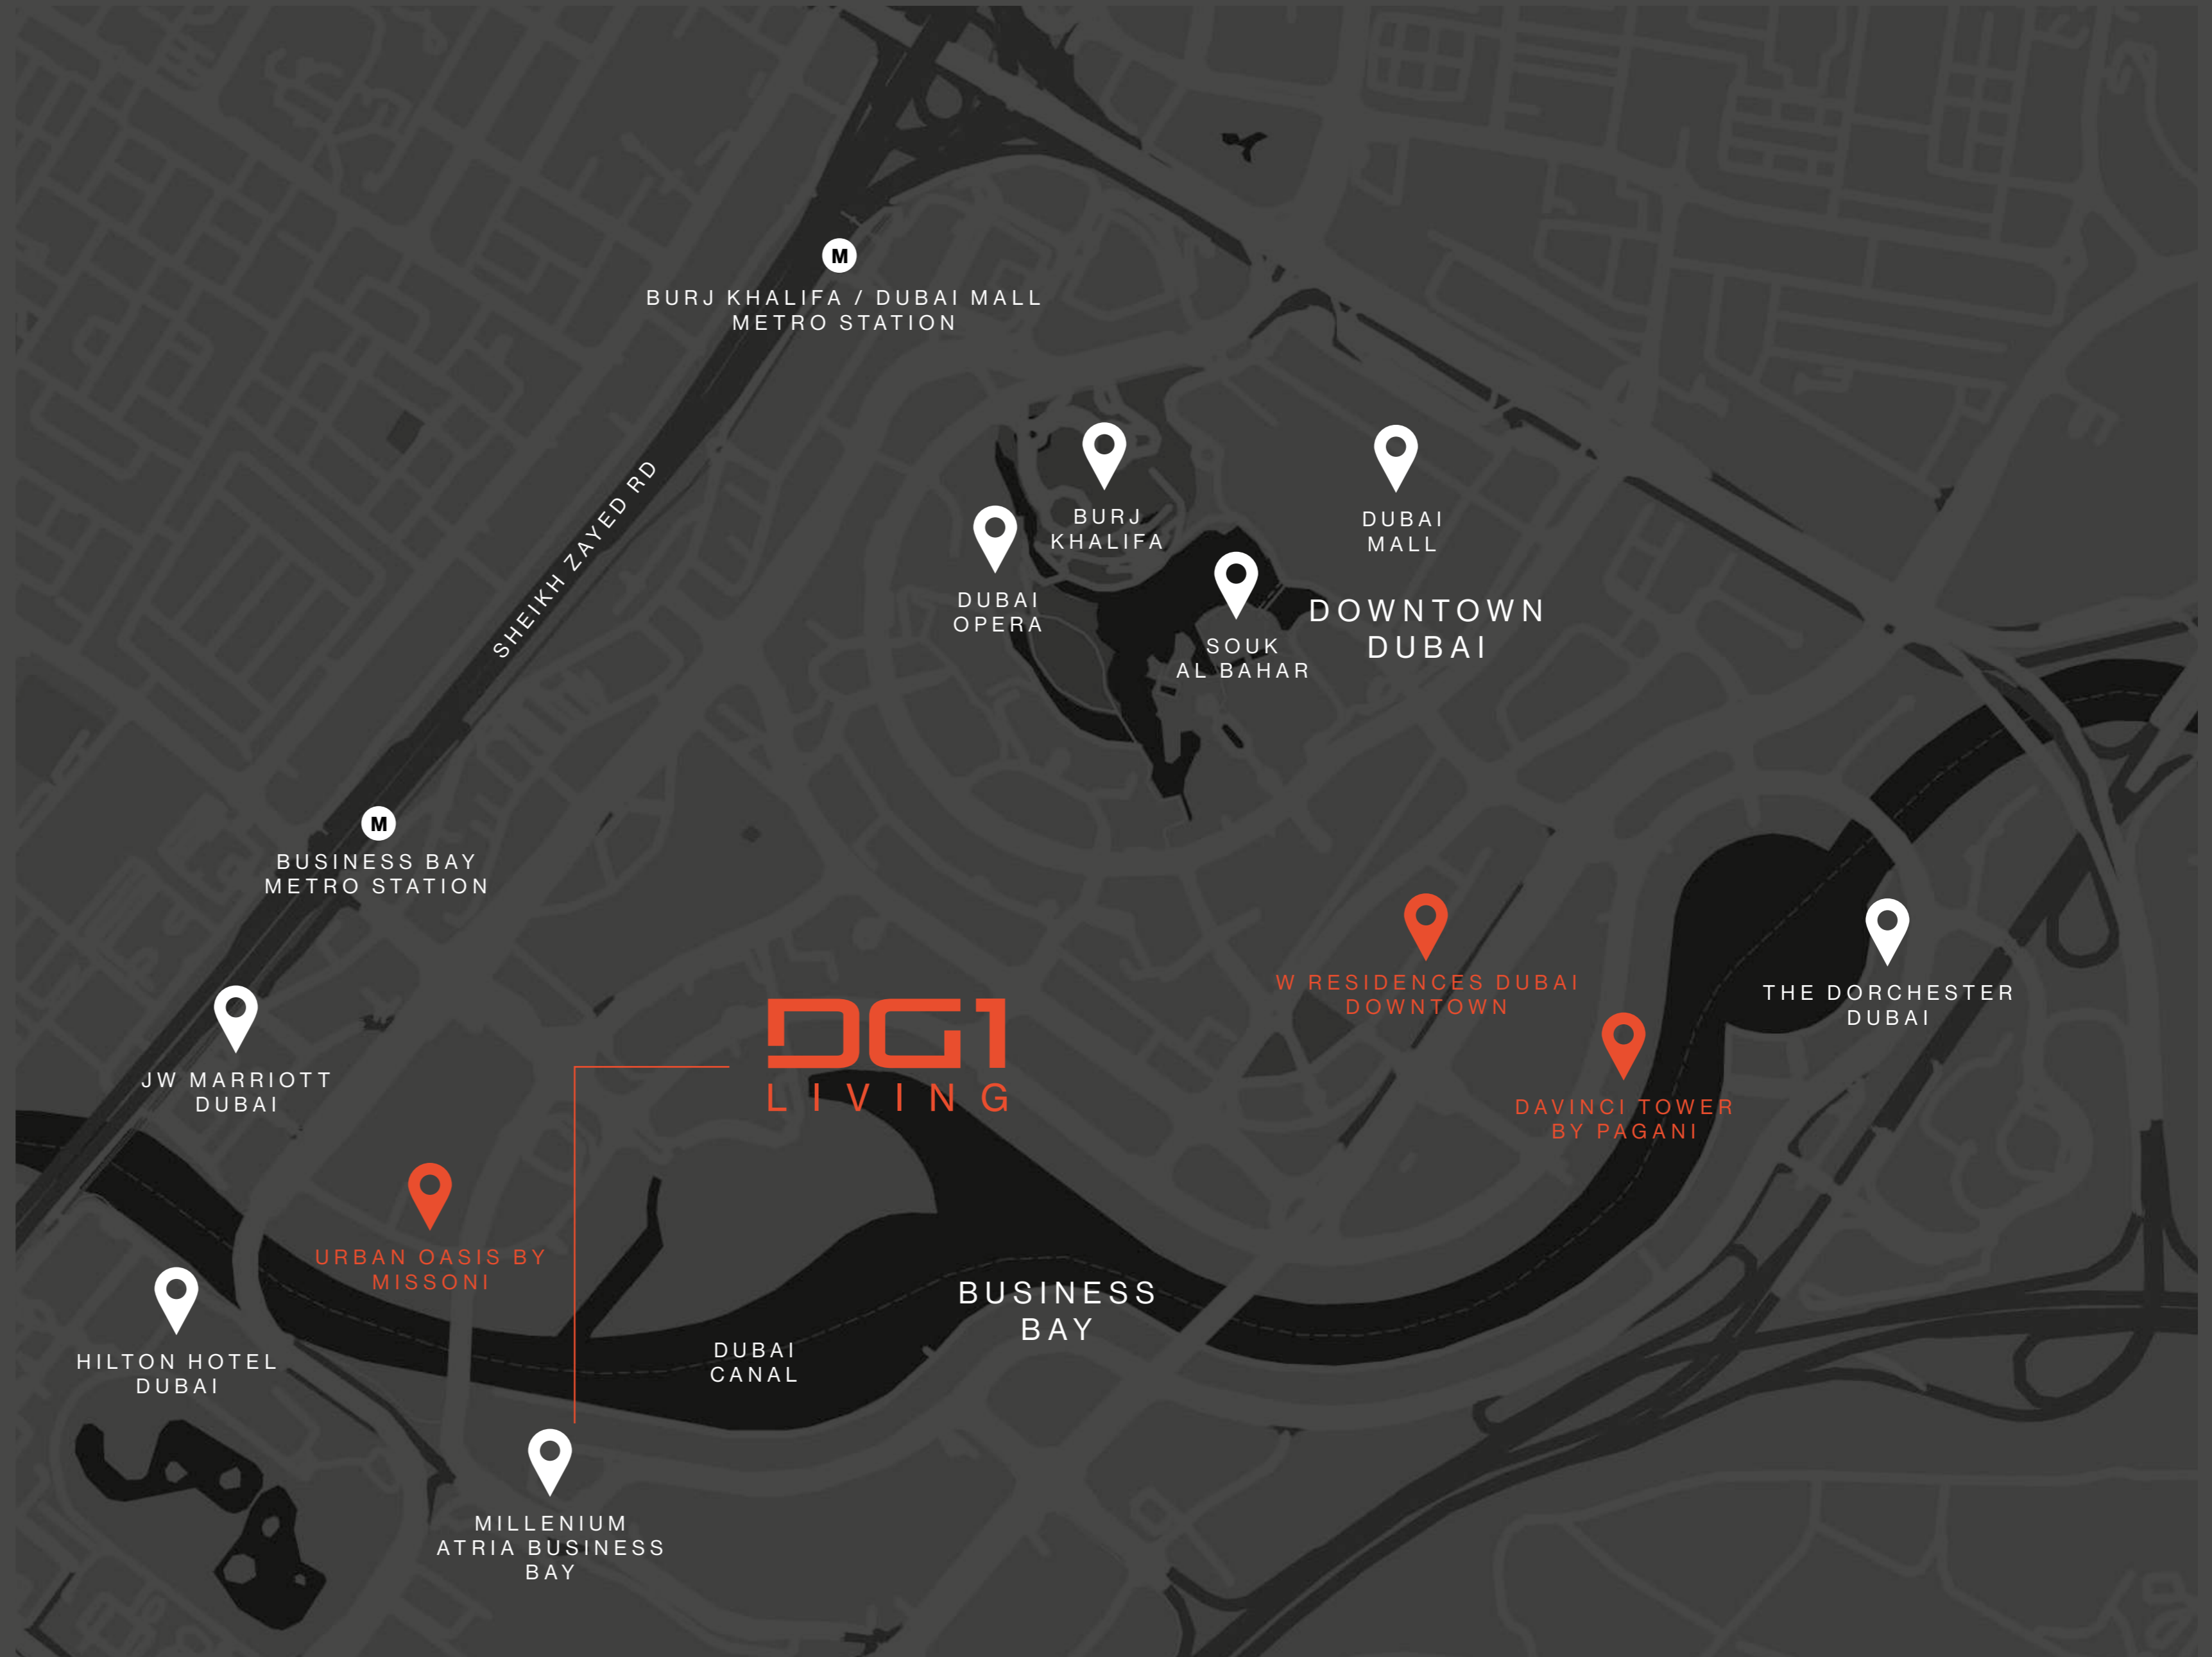 M
BURJ KHALIFA / DUBAI MALL
METRO STATION
SHEIKH ZAYED RD
BURJ
KHALIFA
DUBAI
MALL
DUBAI
OPERA
SOUK
AL BAHAR
DOWNTOWN
DUBAI
M
BUSINESS BAY
METRO STATION
W RESIDENCES DUBAI
DOWNTOWN
THE DORCHESTER
DUBAI
DG1
LIVING
JW MARRIOTT
DUBAI
DAVINCI TOWER
BY PAGANI
URBAN OASIS BY
MISSONI
BUSINESS
BAY
DUBAI
CANAL
HILTON HOTEL
DUBAI
MILLENIUM
ATRIA BUSINESS
BAY